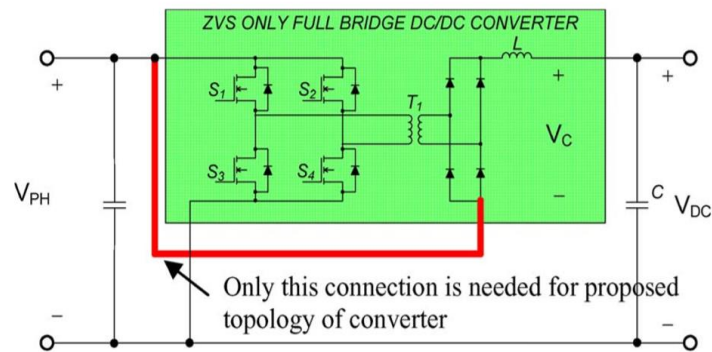 ZVS ONLY FULL BRIDGE DC/DC CONVERTER
L
+
+
+
S1
S2
T1
VC
S3
S4
VPH
C
VDC
−
−
−
Only this connection is needed for proposed
topology of converter